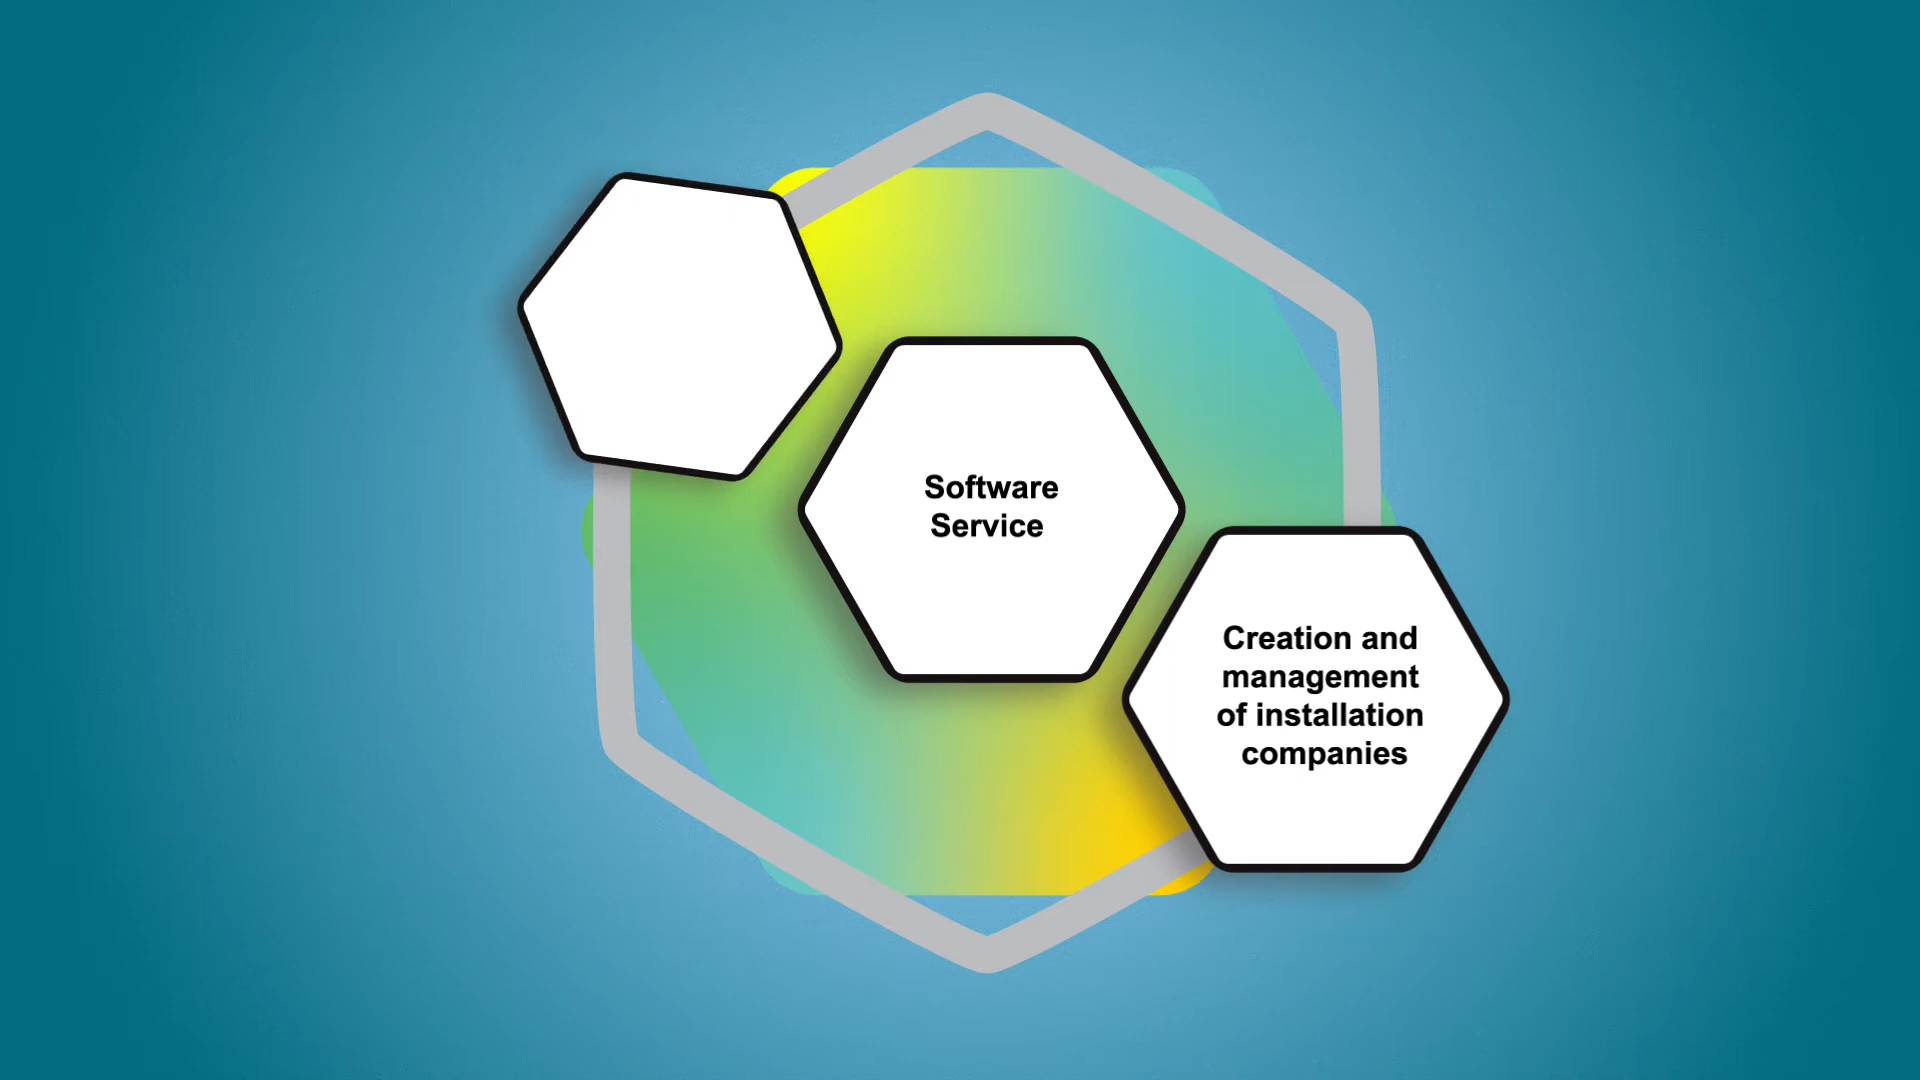 Software
Service
Creation and
management
of installation
companies